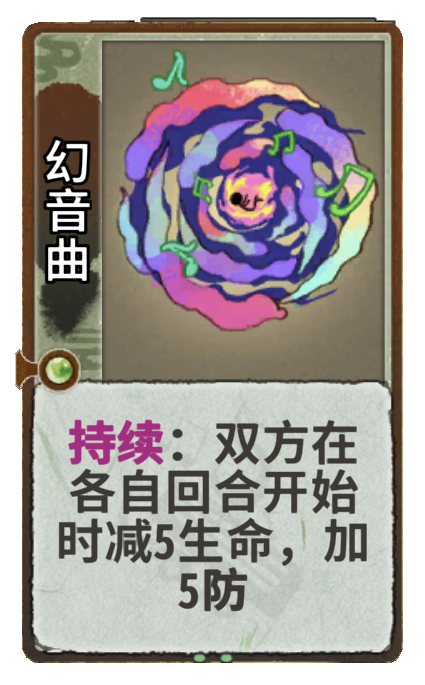 幻音曲
持续：双方在
各自回合开始
时减5生命，加
5防